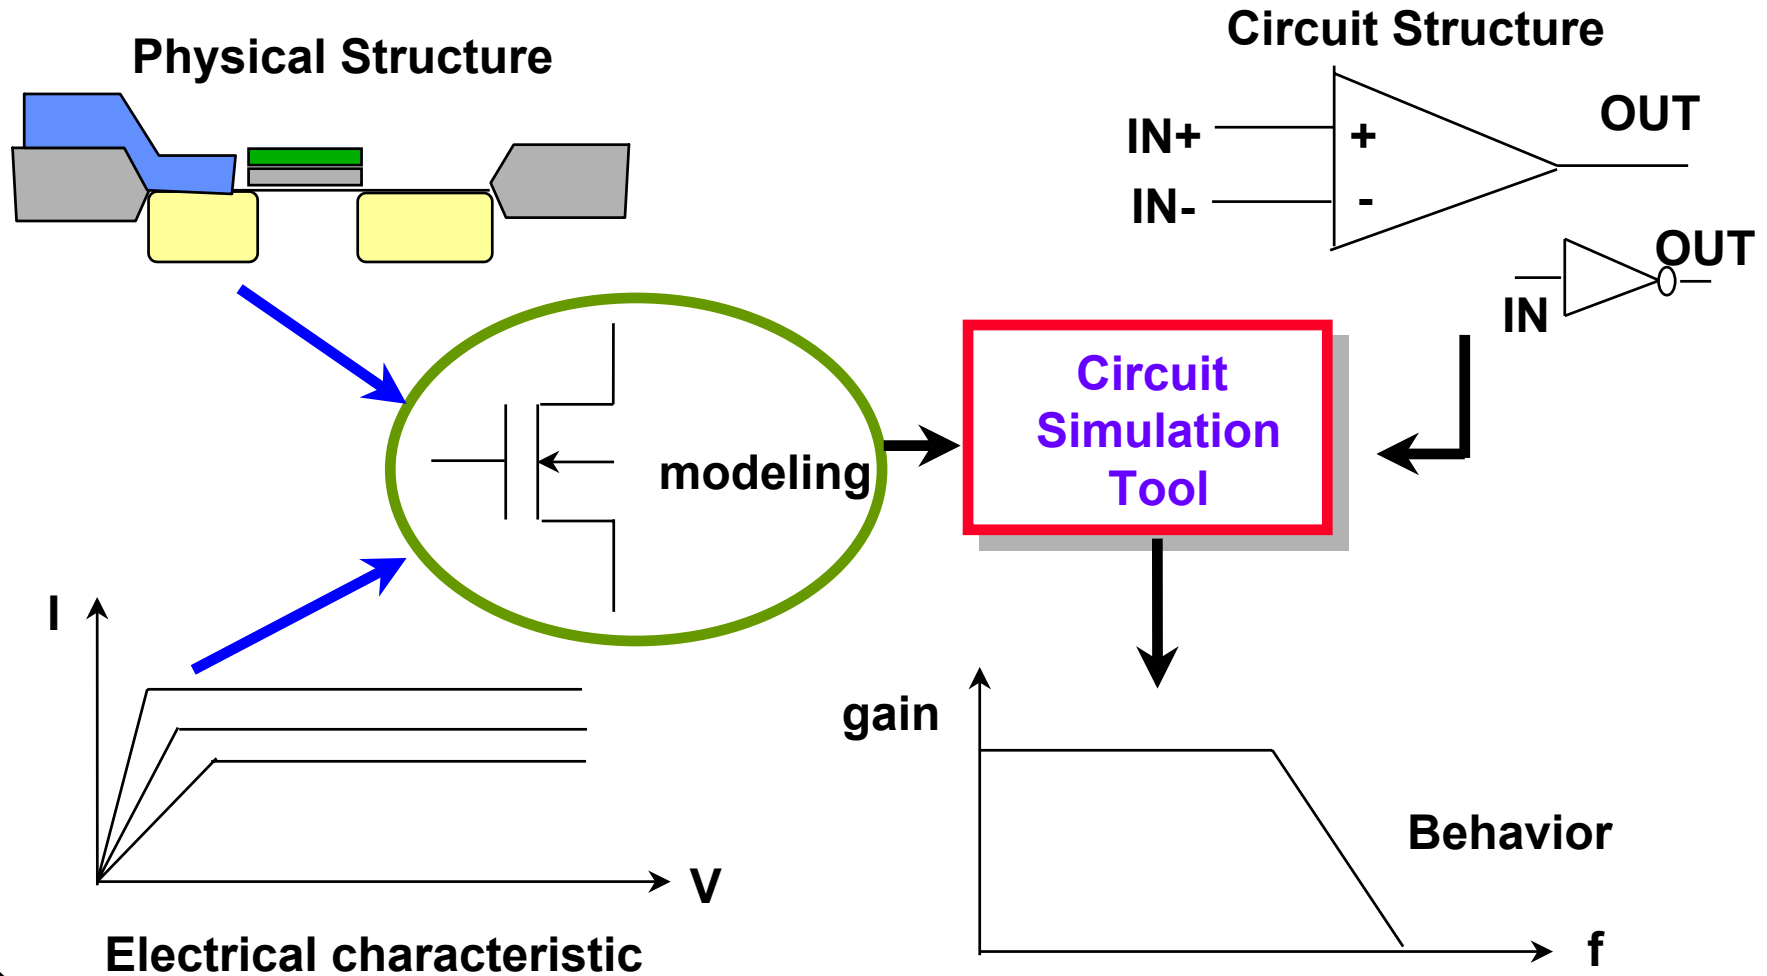 Physical Structure
Circuit Structure
IN+
+
OUT
IN-
-
OUT
IN
modeling
Circuit
Simulation
Tool
I
V
Electrical characteristic
gain
Behavior
f